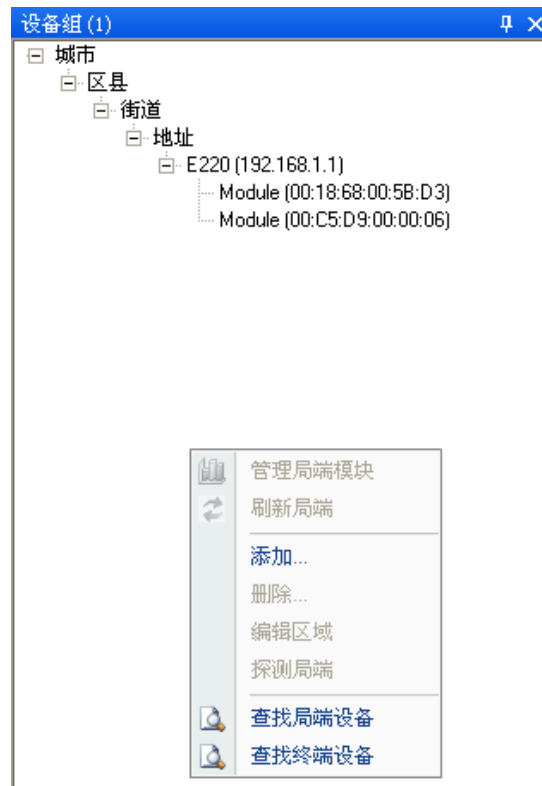 设备组 (1)
城市
区县
街道
地址
E220 (192.168.1.1)
Module (00:18:68:00:5B:D3)
Module (00:C5:D9:00:00:06)
管理局端模块
刷新局端
添加...
删除...
编辑区域
探测局端
查找局端设备
查找终端设备